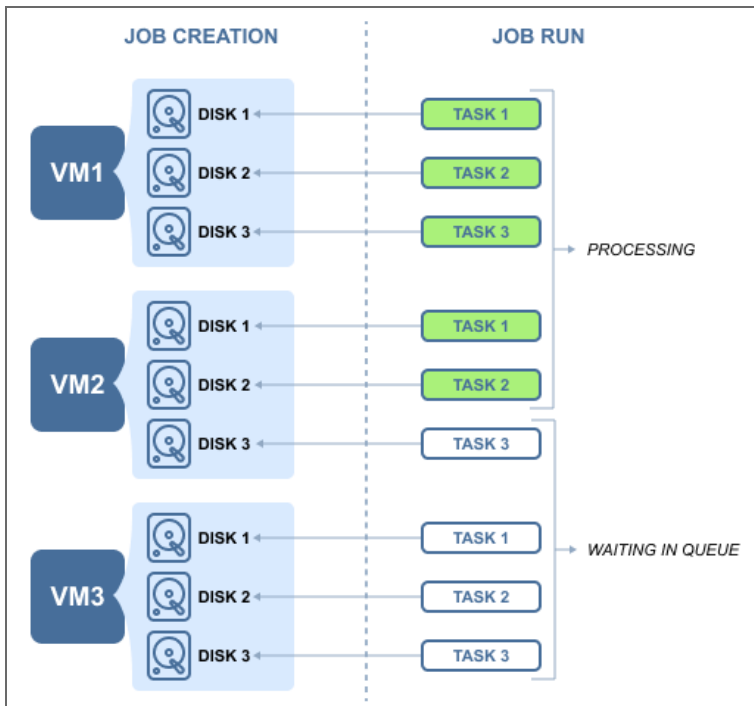 JOB CREATION
JOB RUN
VM1
DISK 1
TASK 1
DISK 2
TASK 2
DISK 3
TASK 3
PROCESSING
VM2
DISK 1
TASK 1
DISK 2
TASK 2
DISK 3
TASK 3
WAITING IN QUEUE
VM3
DISK 1
TASK 1
DISK 2
TASK 2
DISK 3
TASK 3